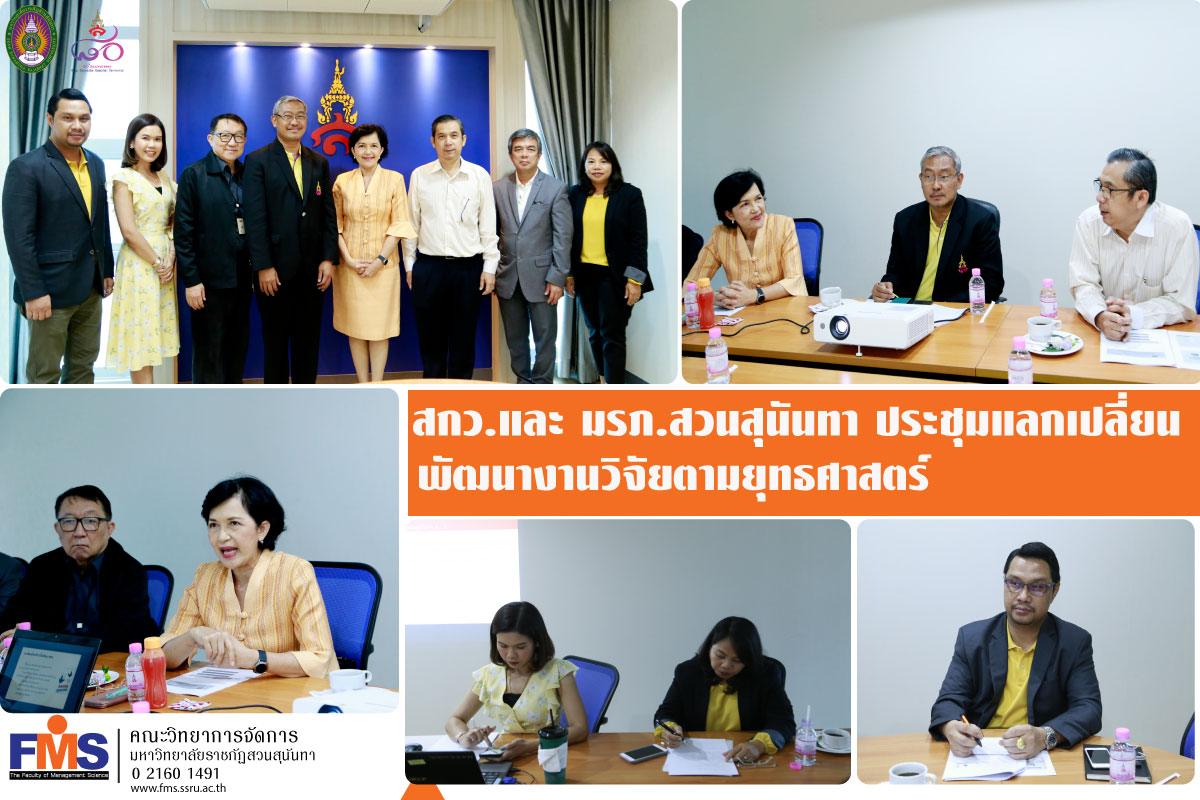 สกว.และ มรภ.สวนสุนันทา ประชุมแลกเปลี่ยน
พัฒนางานวิจัยตามยุทธศาสตร์
FMS
The Faculty of Management Science
คณะวิทยาการจัดการ
มหาวิทยาลัยราชภัฏสวนสุนันทา
0 2160 1491
www.fms.ssru.ac.th